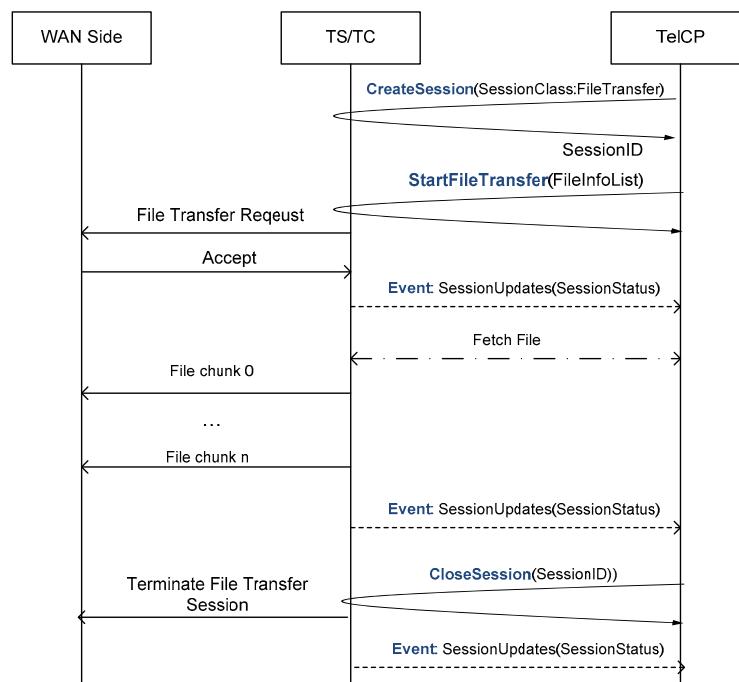 WAN Side
TS/TC
TelCP
CreateSession(SessionClass:FileTransfer)
SessionID
StartFileTransfer(FileInfoList)
File Transfer Reqeust
Accept
Event: SessionUpdates(SessionStatus)
Fetch File
File chunk 0
...
File chunk n
Event: SessionUpdates(SessionStatus)
CloseSession(SessionID))
Terminate File Transfer
Session
Event: SessionUpdates(SessionStatus)